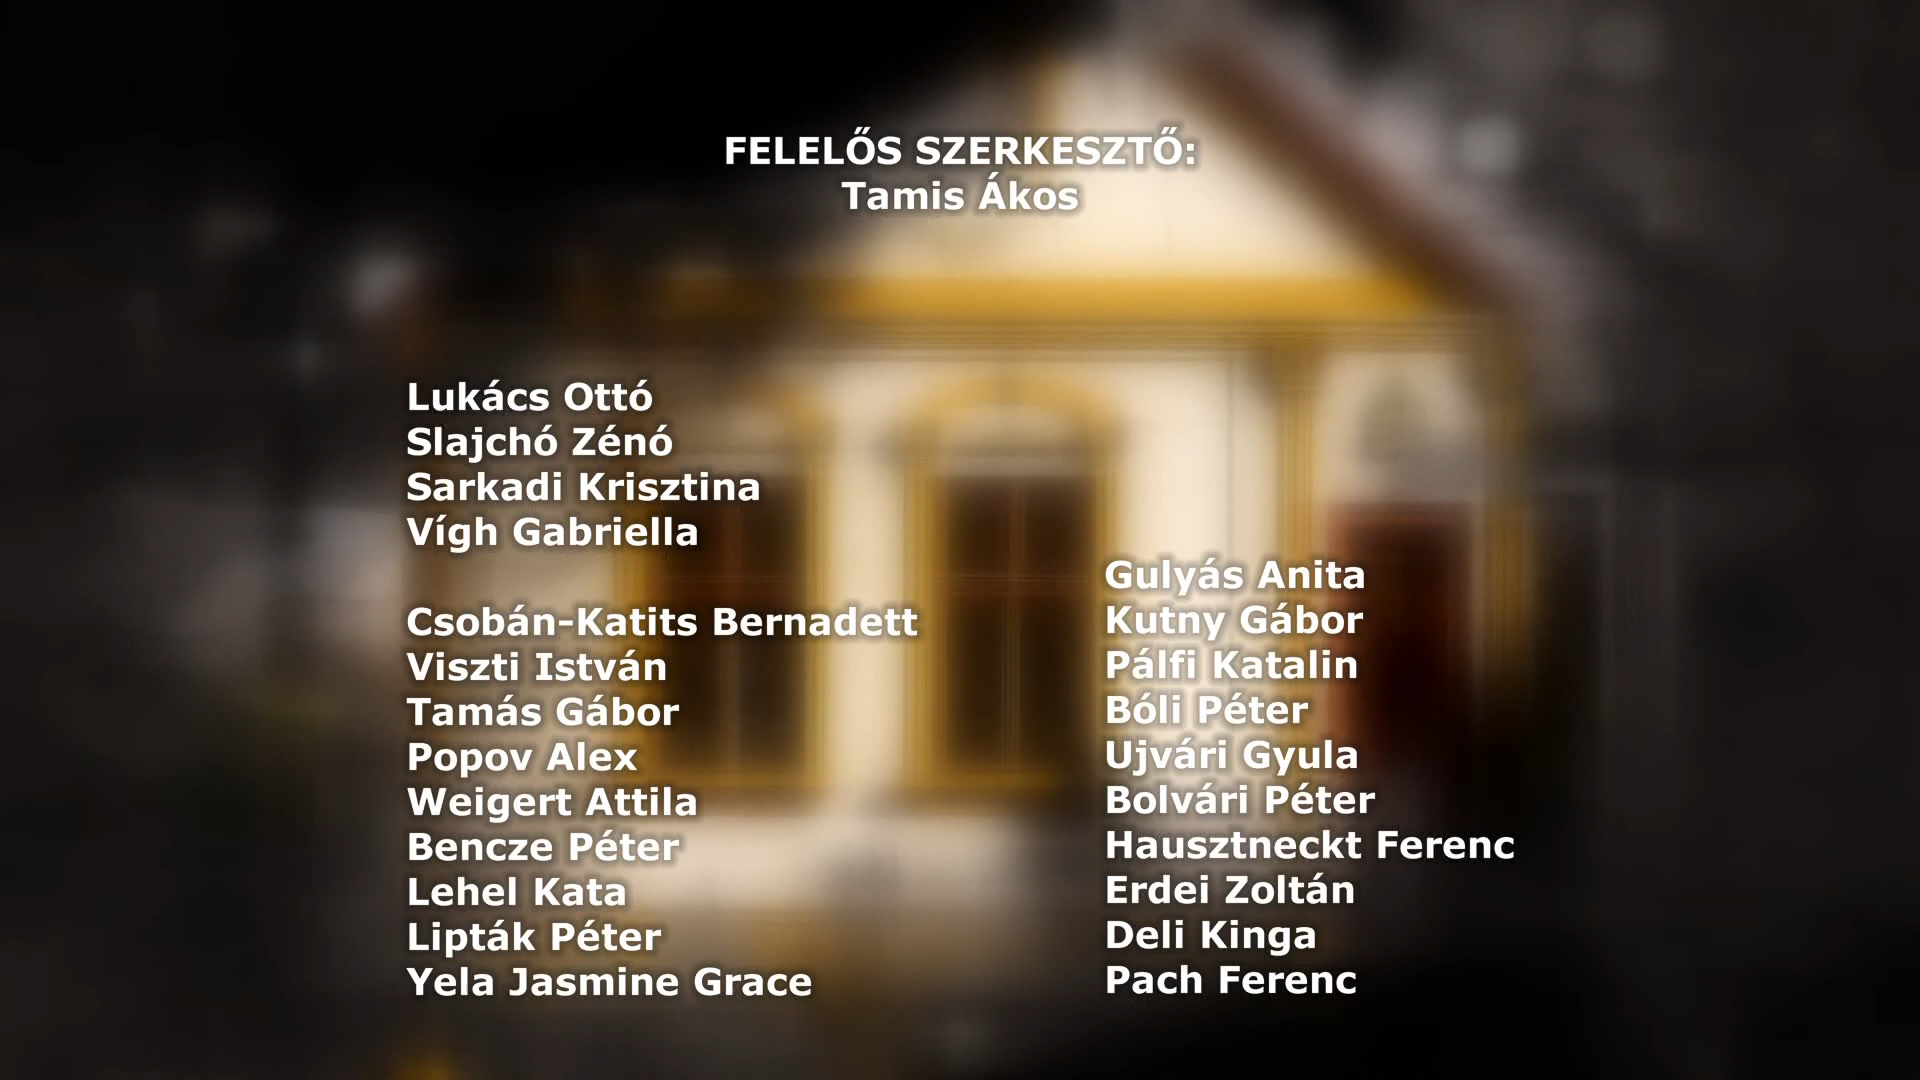 FELELŐS SZERKESZTŐ:
Tamis Ákos
Lukács Ottó
Slajchó Zénó
Sarkadi Krisztina
Vígh Gabriella
Csobán-Katits Bernadett
Viszti István
Tamás Gábor
Popov Alex
Weigert Attila
Bencze Péter
Lehel Kata
Lipták Péter
Yela Jasmine Grace
Gulyás Anita
Kutny Gábor
Pálfi Katalin
Bóli Péter
Ujvári Gyula
Bolvári Péter
Hausztneckt Ferenc
Erdei Zoltán
Deli Kinga
Pach Ferenc